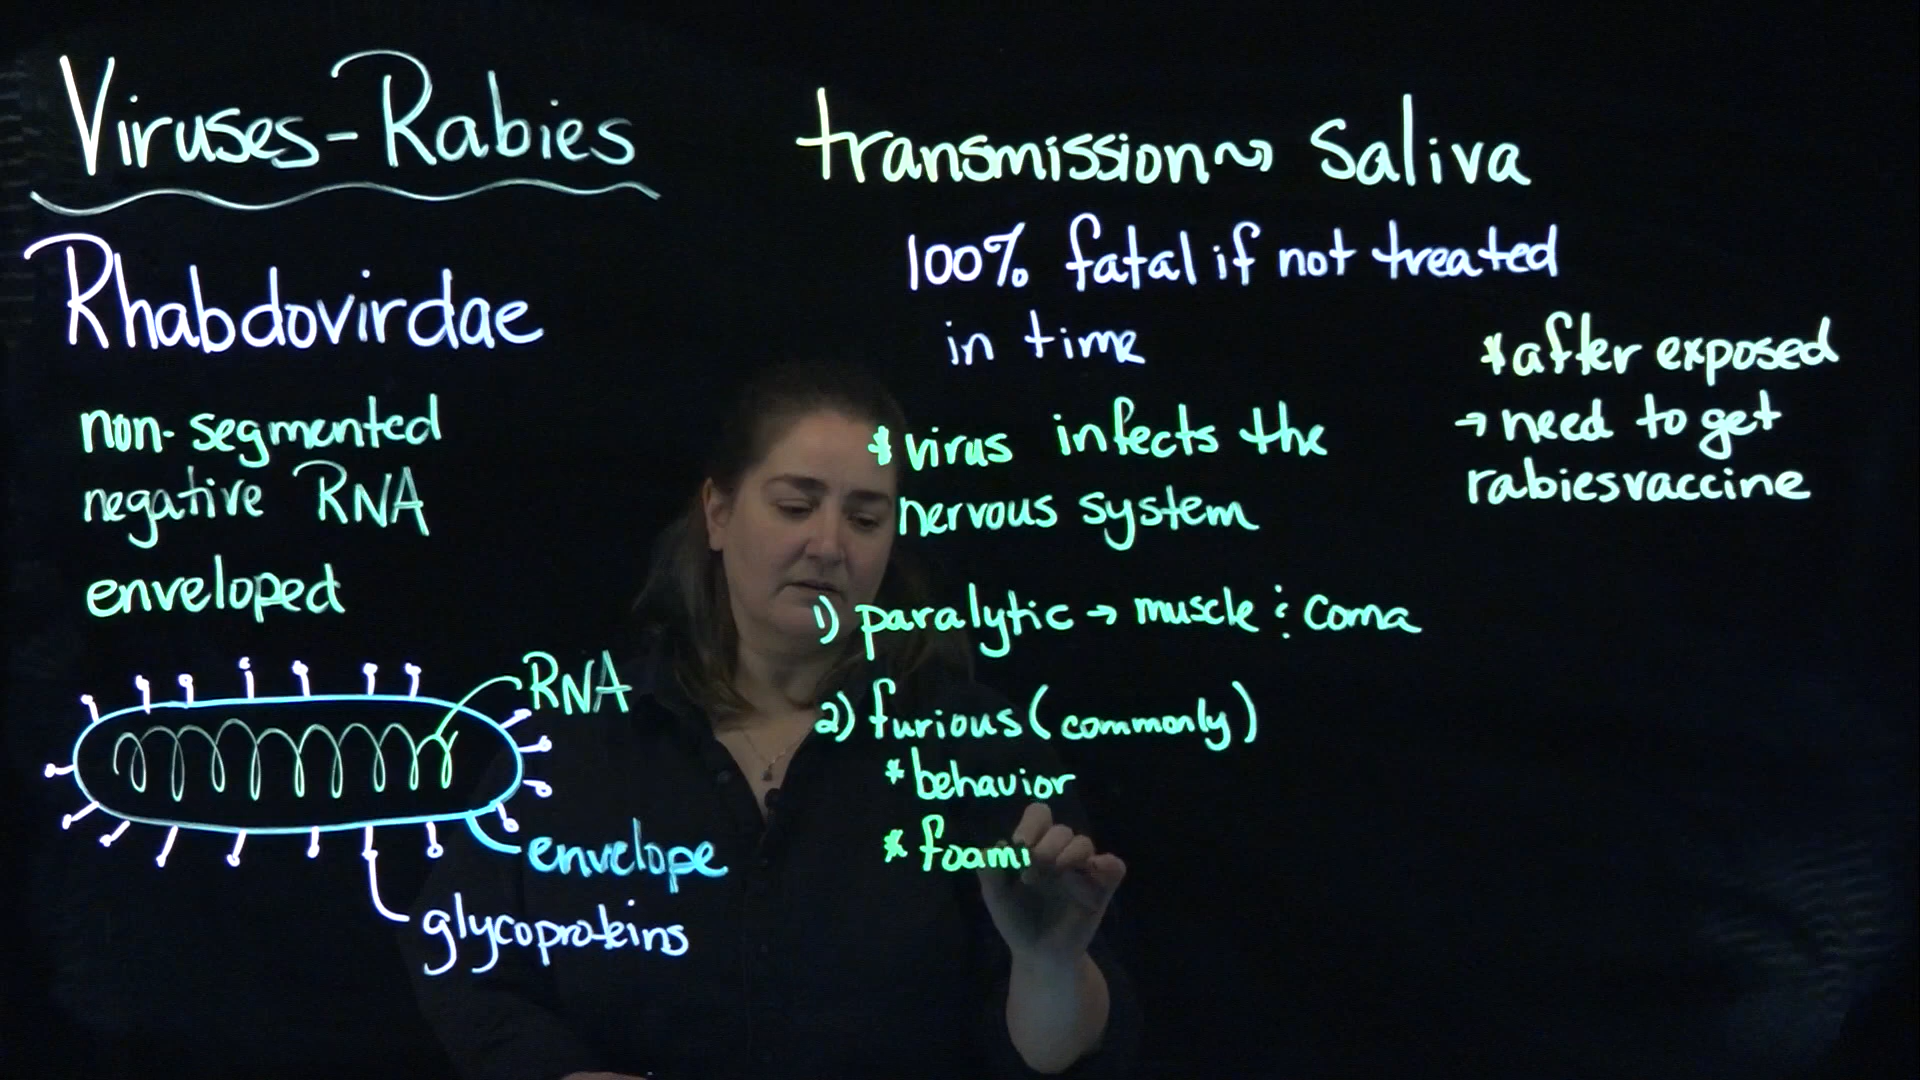 Viruses-Rabies
Rhabdovirdae
non-segmented
negative RNA
enveloped
RNA
envelope
glycoproteins
transmission⤳ Saliva
100% fatal if not treated
in time
*virus infects the
nervous system
*after exposed
→ need to get
rabies vaccine
1) paralytic → muscle & coma
2) furious (commonly)
*behavior
* foami